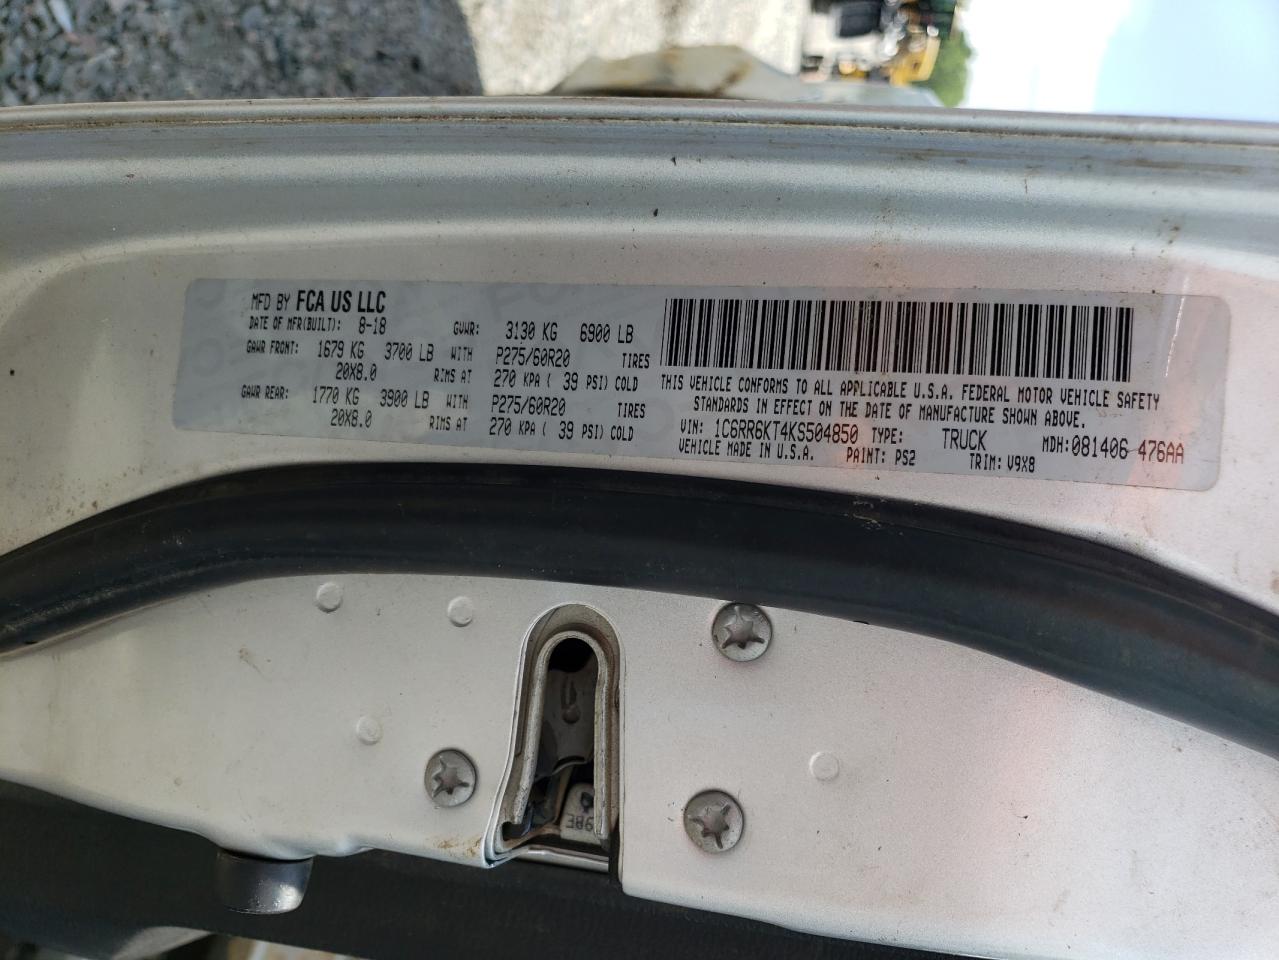 MFD BY FCA US LLC
DATE OF MFR(BUILT): 8-18 GVWR: 3130 KG 6900 LB
GAWR FRONT: 1679 KG 3700 LB WITH P275/60R20 TIRES
20X8.0 RIMS AT 270 KPA ( 39 PSI) COLD
GAWR REAR: 1770 KG 3900 LB WITH P275/60R20 TIRES
20X8.0 RIMS AT 270 KPA ( 39 PSI) COLD
THIS VEHICLE CONFORMS TO ALL APPLICABLE U.S.A. FEDERAL MOTOR VEHICLE SAFETY
STANDARDS IN EFFECT ON THE DATE OF MANUFACTURE SHOWN ABOVE.
VIN: 1C6RR6KT4KS504850 TYPE: TRUCK MDH:081406 476AA
VEHICLE MADE IN U.S.A. PAINT: PS2 TRIM: V9X8